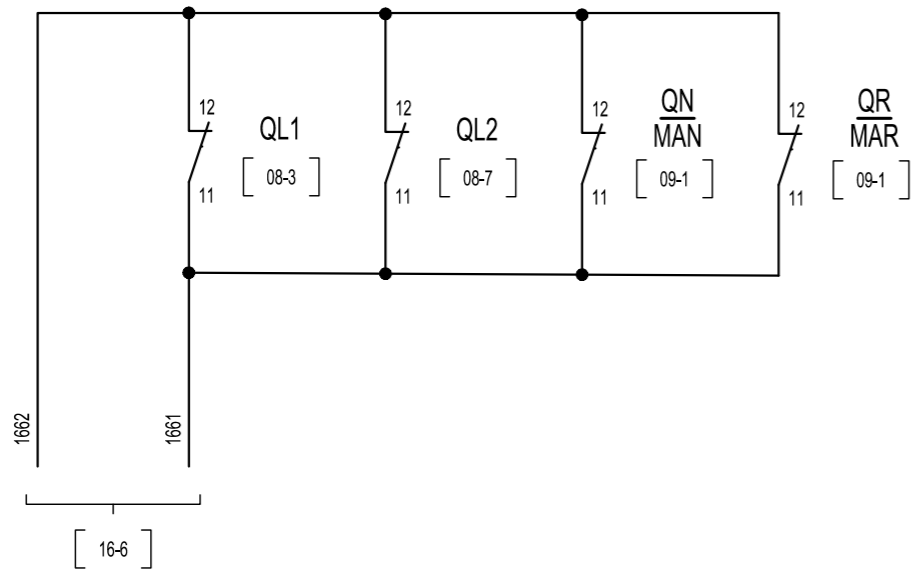 12
QL1
[ 08-3 ]
11
12
QL2
[ 08-7 ]
11
12
QN
MAN
[ 09-1 ]
11
12
QR
MAR
[ 09-1 ]
11
1662
1661
[ 16-6 ]